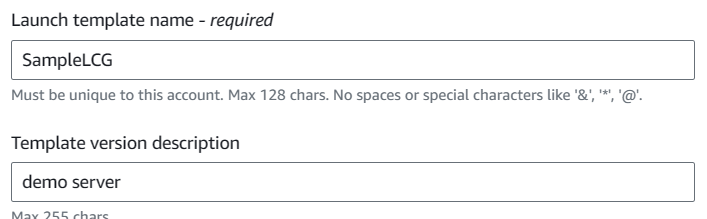 Launch template name - required
SampleLCG
Must be unique to this account. Max 128 chars. No spaces or special characters like '&', '*', '@'.
Template version description
demo server
Max 255 chars